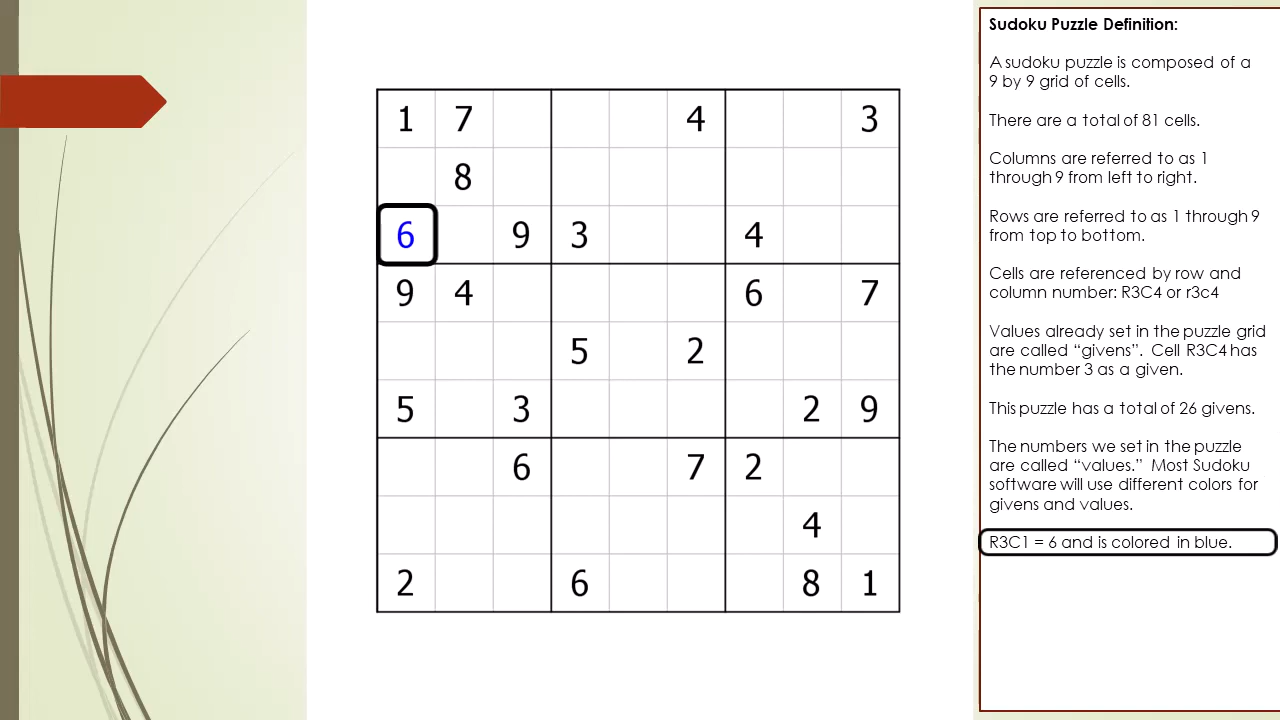 1 7 4 3
8
6 9 3 4
9 4 6 7
5 2
5 3 2 9
6 7 2
4
2 6 8 1
Sudoku Puzzle Definition:
A sudoku puzzle is composed of a
9 by 9 grid of cells.
There are a total of 81 cells.
Columns are referred to as 1
through 9 from left to right.
Rows are referred to as 1 through 9
from top to bottom.
Cells are referenced by row and
column number: R3C4 or r3c4
Values already set in the puzzle grid
are called “givens”. Cell R3C4 has
the number 3 as a given.
This puzzle has a total of 26 givens.
The numbers we set in the puzzle
are called “values.” Most Sudoku
software will use different colors for
givens and values.
R3C1 = 6 and is colored in blue.